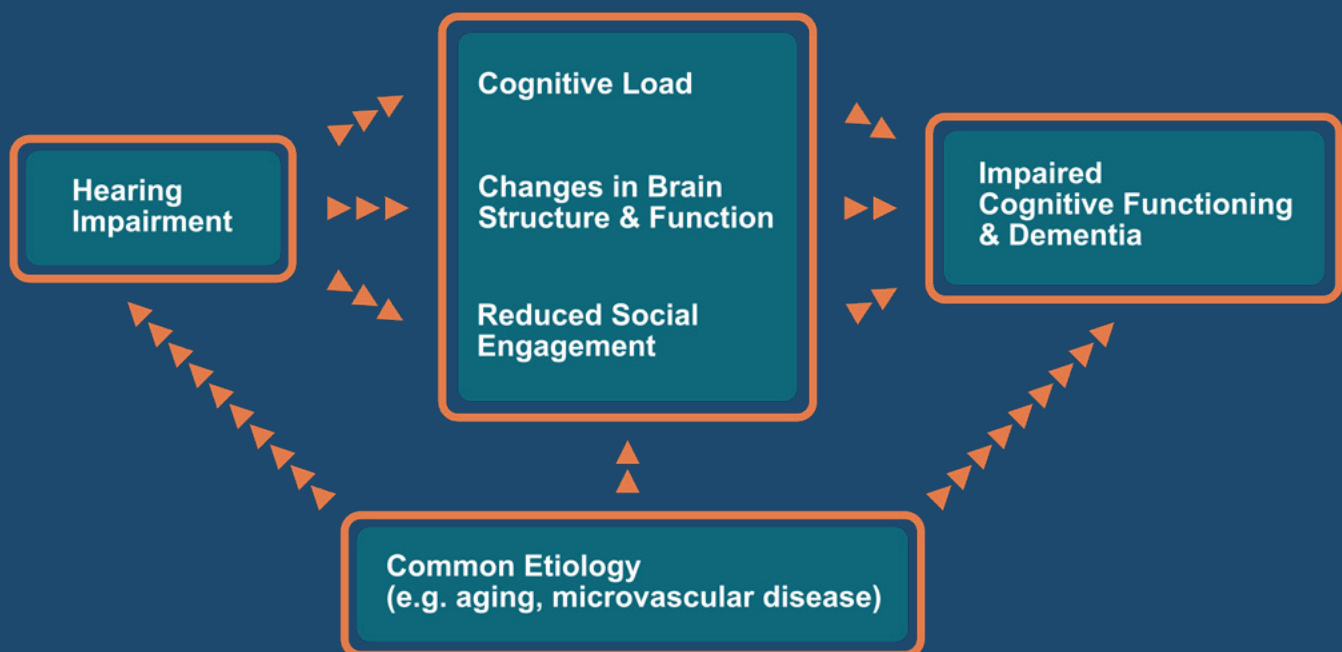 Cognitive Load
Hearing
Impairment
Changes in Brain
Structure & Function
Reduced Social
Engagement
Impaired
Cognitive Functioning
& Dementia
Common Etiology
(e.g. aging, microvascular disease)